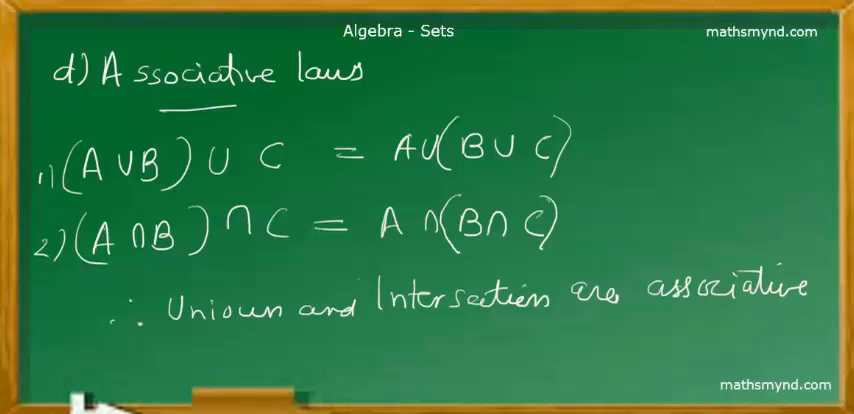 Algebra - Sets
mathsmynd.com
d) Associative laws
1) (A ∪ B) ∪ C = A ∪ (B ∪ C)
2) (A ∩ B) ∩ C = A ∩ (B ∩ C)
∴ Unioun and Intersection are associative
mathsmynd.com